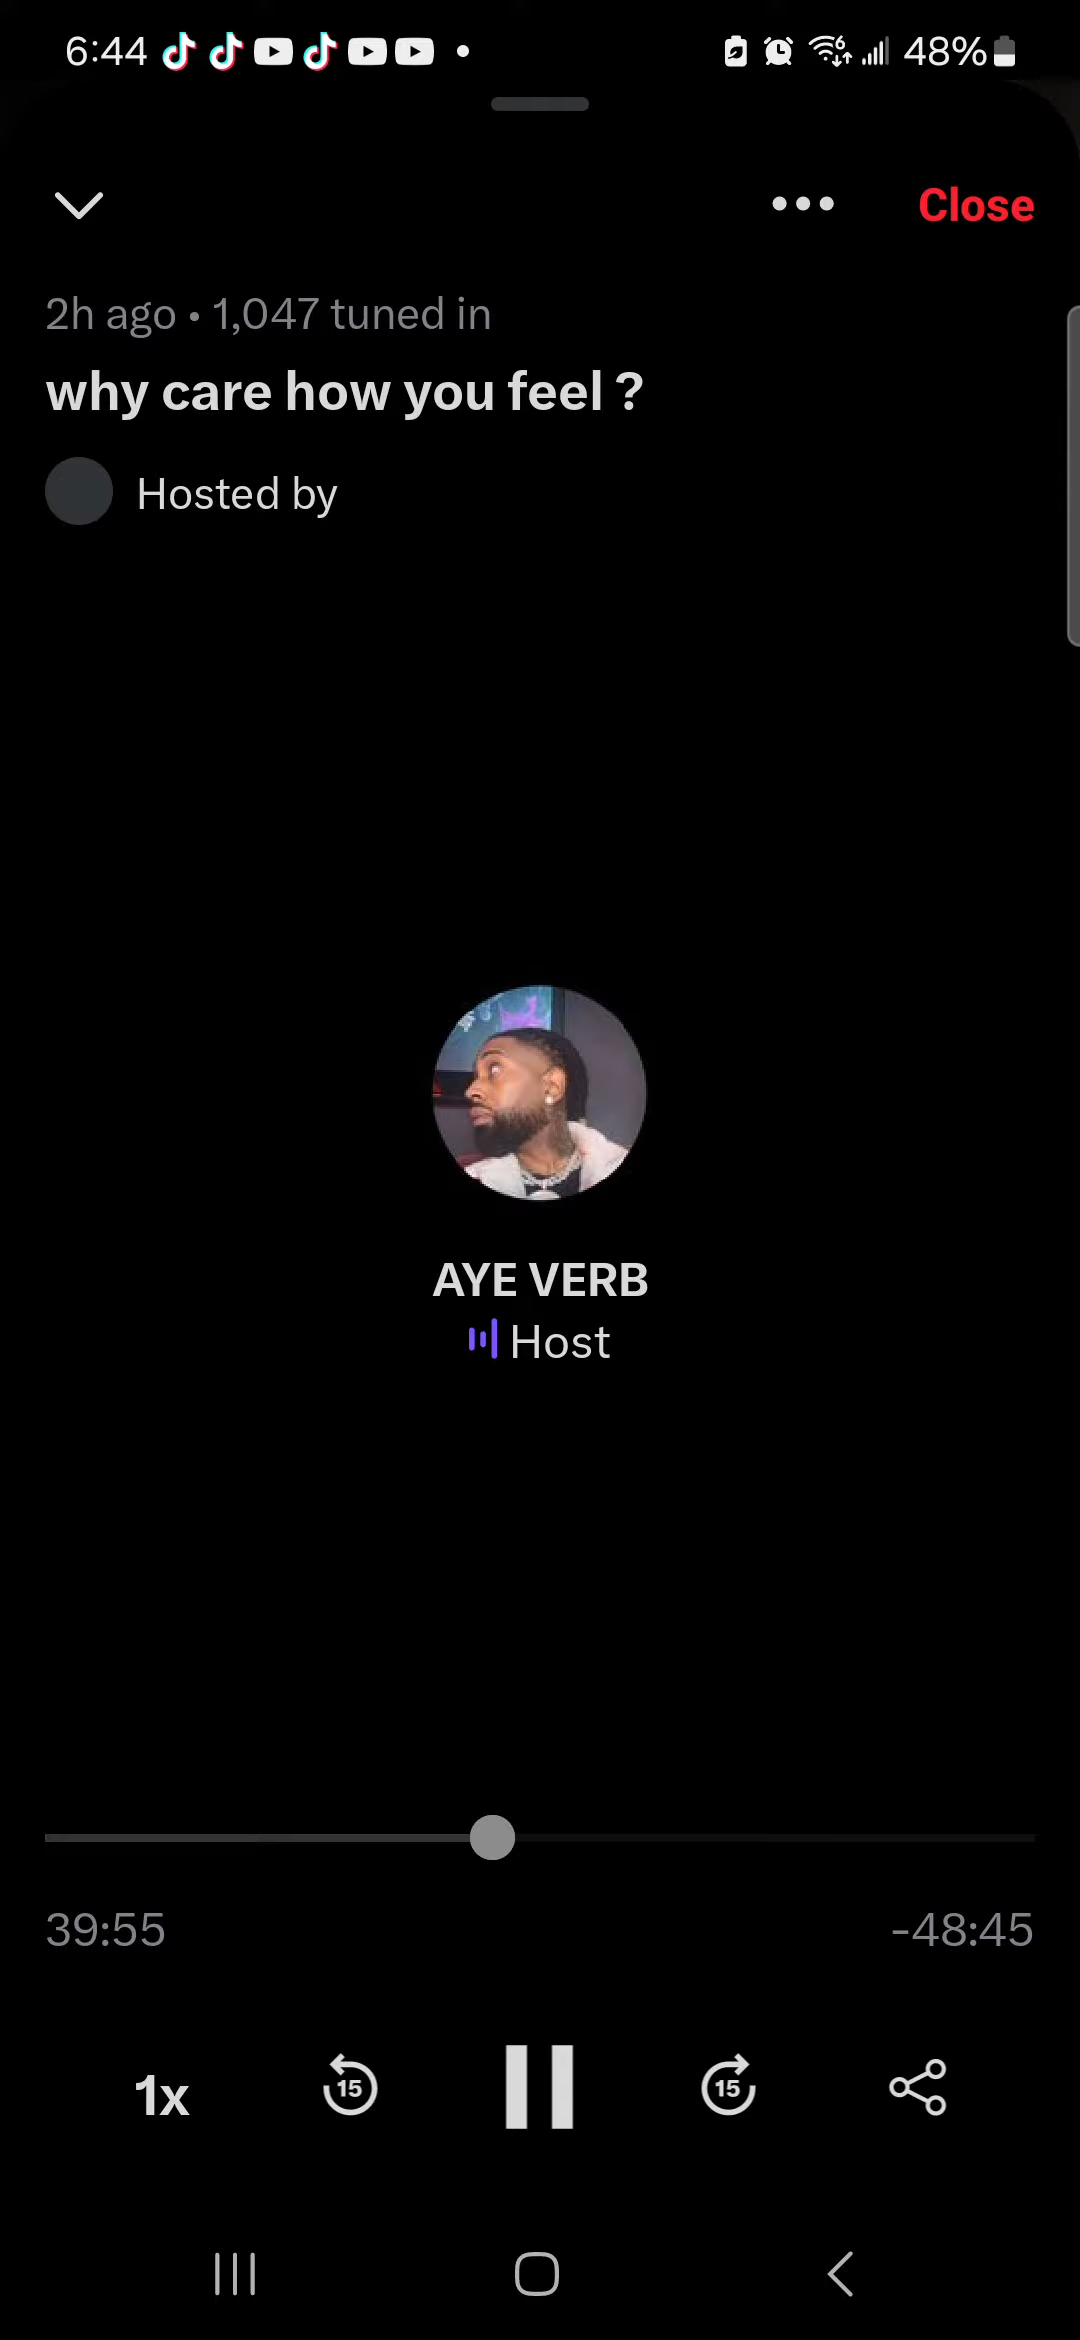 6:44 48%
Close
2h ago • 1,047 tuned in
why care how you feel ?
Hosted by
AYE VERB
Host
39:55 -48:45
1x 15 15